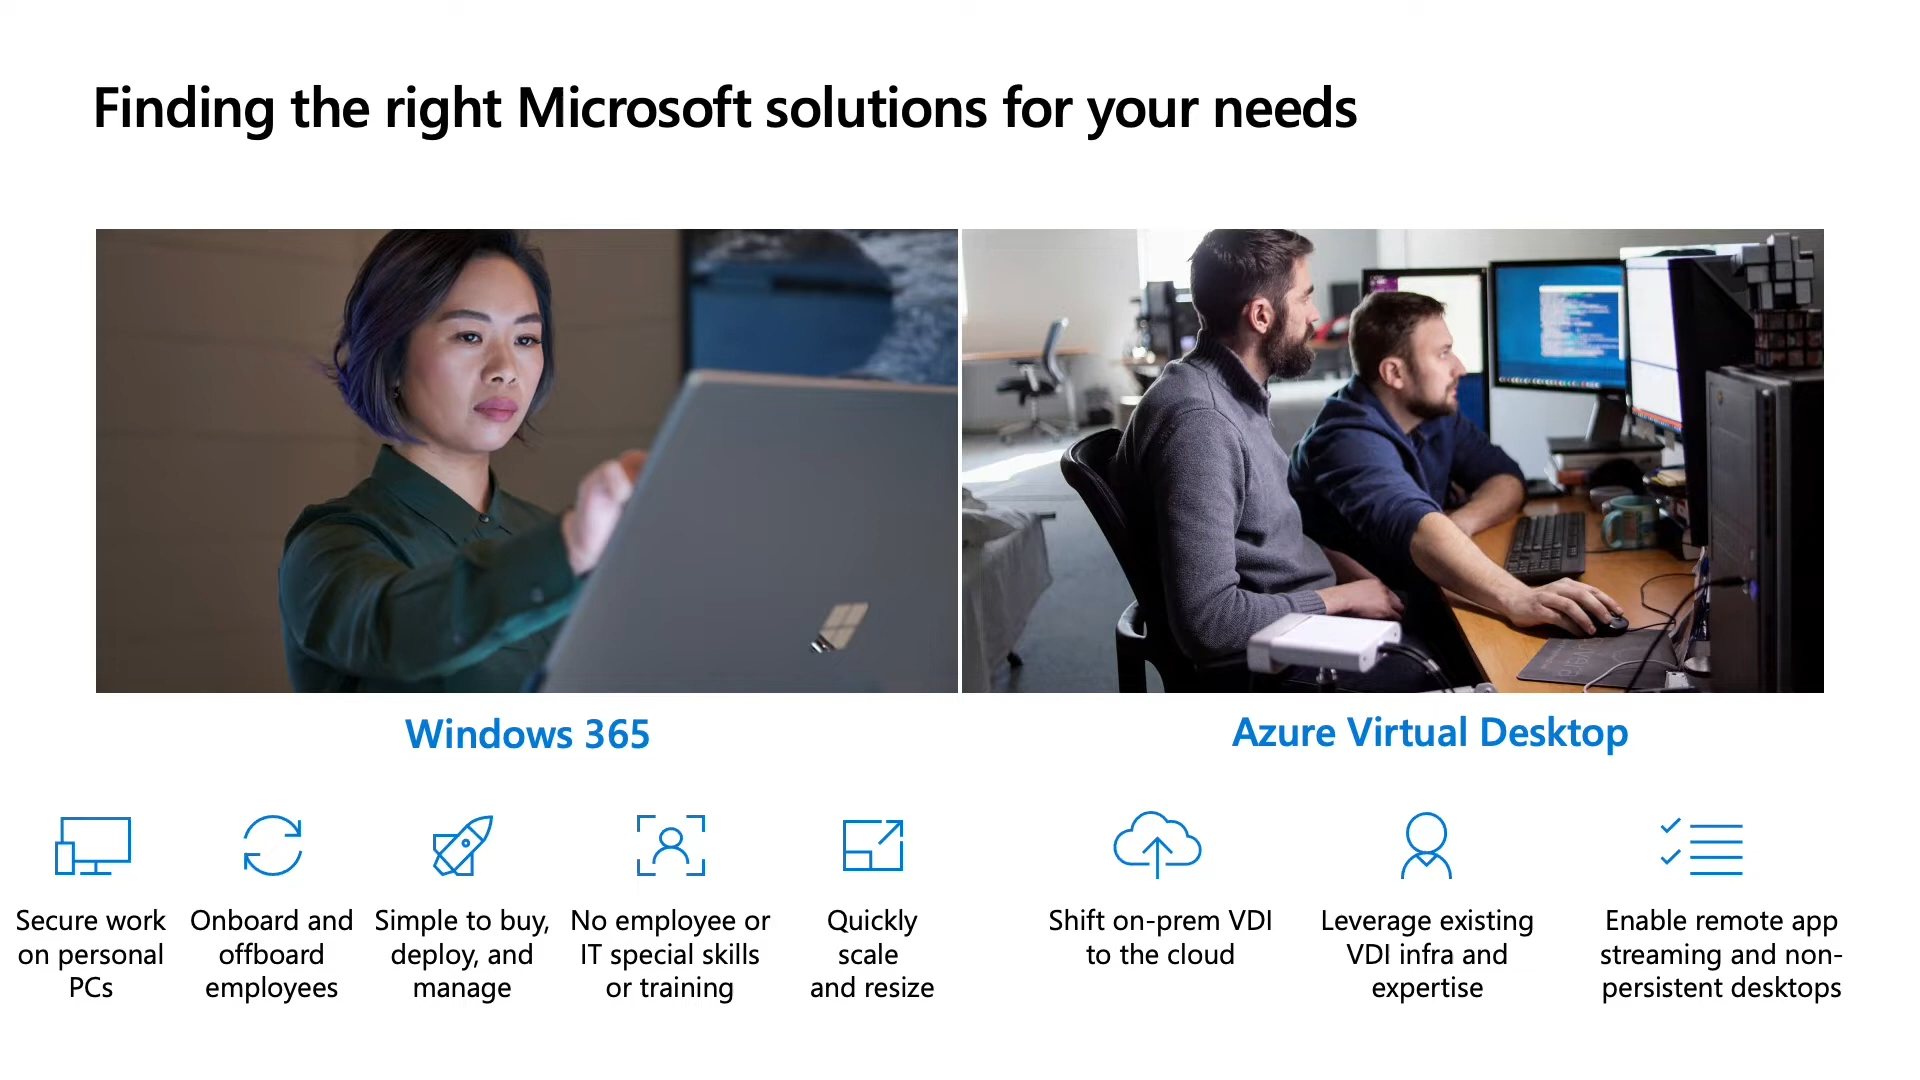 Finding the right Microsoft solutions for your needs
Windows 365
Secure work
on personal
PCs
Onboard and
offboard
employees
Simple to buy,
deploy, and
manage
No employee or
IT special skills
or training
Quickly
scale
and resize
Azure Virtual Desktop
Shift on-prem VDI
to the cloud
Leverage existing
VDI infra and
expertise
Enable remote app
streaming and non-
persistent desktops